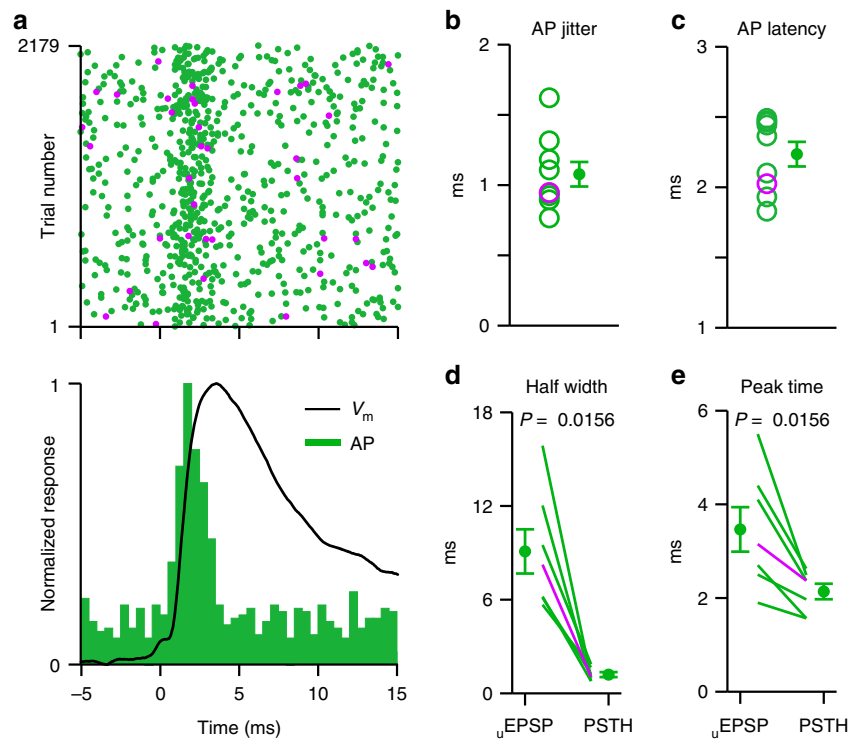 a
2179
Trial number
1
1
Normalized response
0
V m
AP
−5
0
5
10
15
Time (ms)
b
AP jitter
2
ms
1
0
c
AP latency
3
ms
2
1
d
Half width
P = 0.0156
18
12
ms
6
0
uEPSP
PSTH
e
Peak time
P = 0.0156
6
4
ms
2
0
uEPSP
PSTH